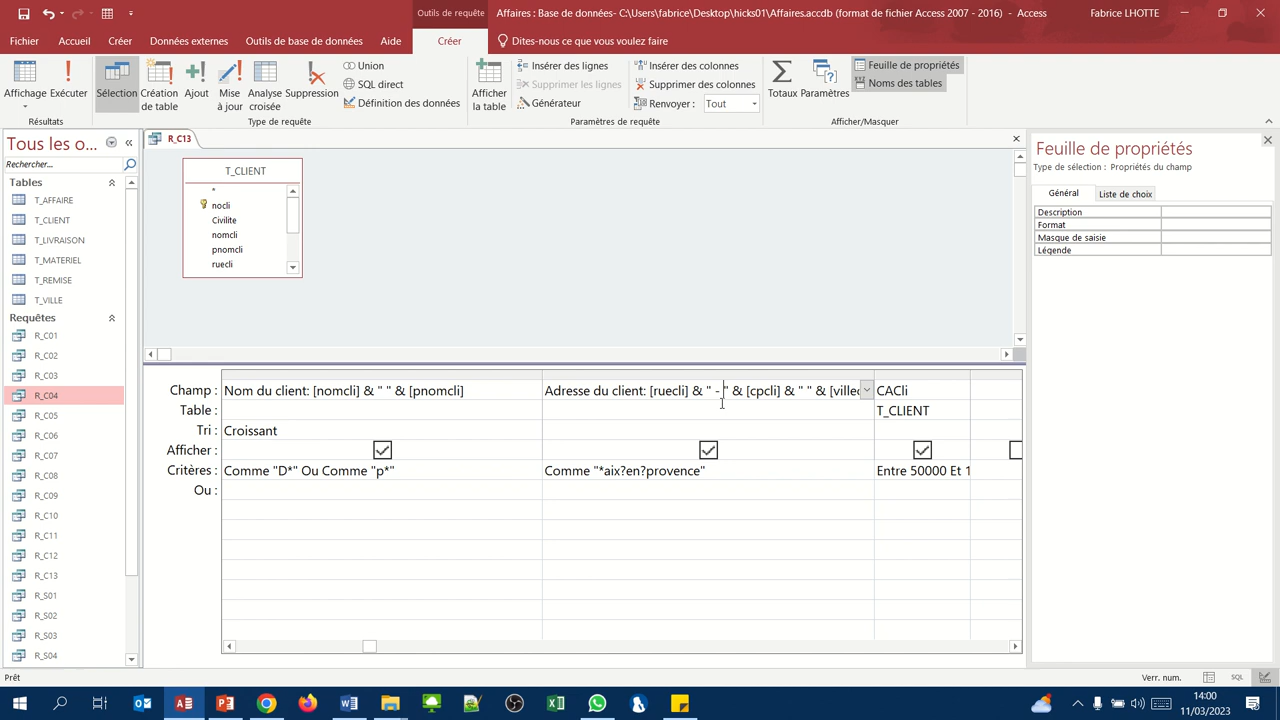 Outils de requête
Affaires : Base de données- C:\Users\fabrice\Desktop\hicks01\Affaires.accdb (format de fichier Access 2007 - 2016) - Access
Fabrice LHOTTE
Fichier Accueil Créer Données externes Outils de base de données Aide Créer Dites-nous ce que vous voulez faire
Affichage Exécuter
Résultats
Sélection Création de table Ajout Mise à jour Analyse croisée Suppression
Union
SQL direct
Définition des données
Type de requête
Afficher la table
Insérer des lignes
Supprimer les lignes
Générateur
Insérer des colonnes
Supprimer des colonnes
Renvoyer : Tout
Paramètres de requête
Totaux Paramètres
Feuille de propriétés
Noms des tables
Afficher/Masquer
Tous les o...
Rechercher...
Tables
T_AFFAIRE
T_CLIENT
T_LIVRAISON
T_MATERIEL
T_REMISE
T_VILLE
Requêtes
R_C01
R_C02
R_C03
R_C04
R_C05
R_C06
R_C07
R_C08
R_C09
R_C10
R_C11
R_C12
R_C13
R_S01
R_S02
R_S03
R_S04
R_C13
T_CLIENT
*
nocli
Civilite
nomcli
pnomcli
ruecli
Champ : Nom du client: [nomcli] & " " & [pnomcli] Adresse du client: [ruecli] & " - " & [cpcli] & " " & [villec CACli
Table : T_CLIENT
Tri : Croissant
Afficher :
Critères : Comme "D*" Ou Comme "p*" Comme "*aix?en?provence" Entre 50000 Et 1
Ou :
Feuille de propriétés
Type de sélection : Propriétés du champ
Général Liste de choix
Description
Format
Masque de saisie
Légende
Prêt
Verr. num.
SQL
14:00
11/03/2023